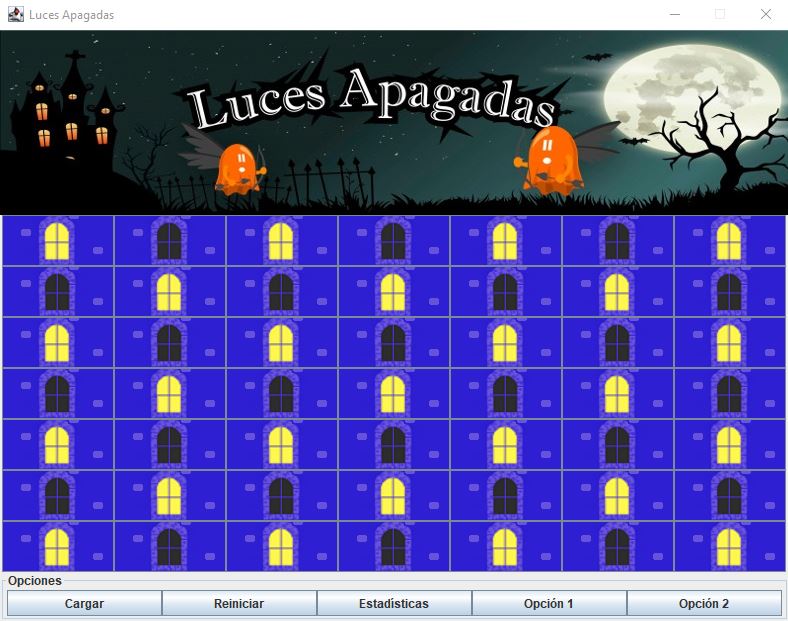 Luces Apagadas
Luces Apagadas
Opciones
Cargar
Reiniciar
Estadísticas
Opción 1
Opción 2